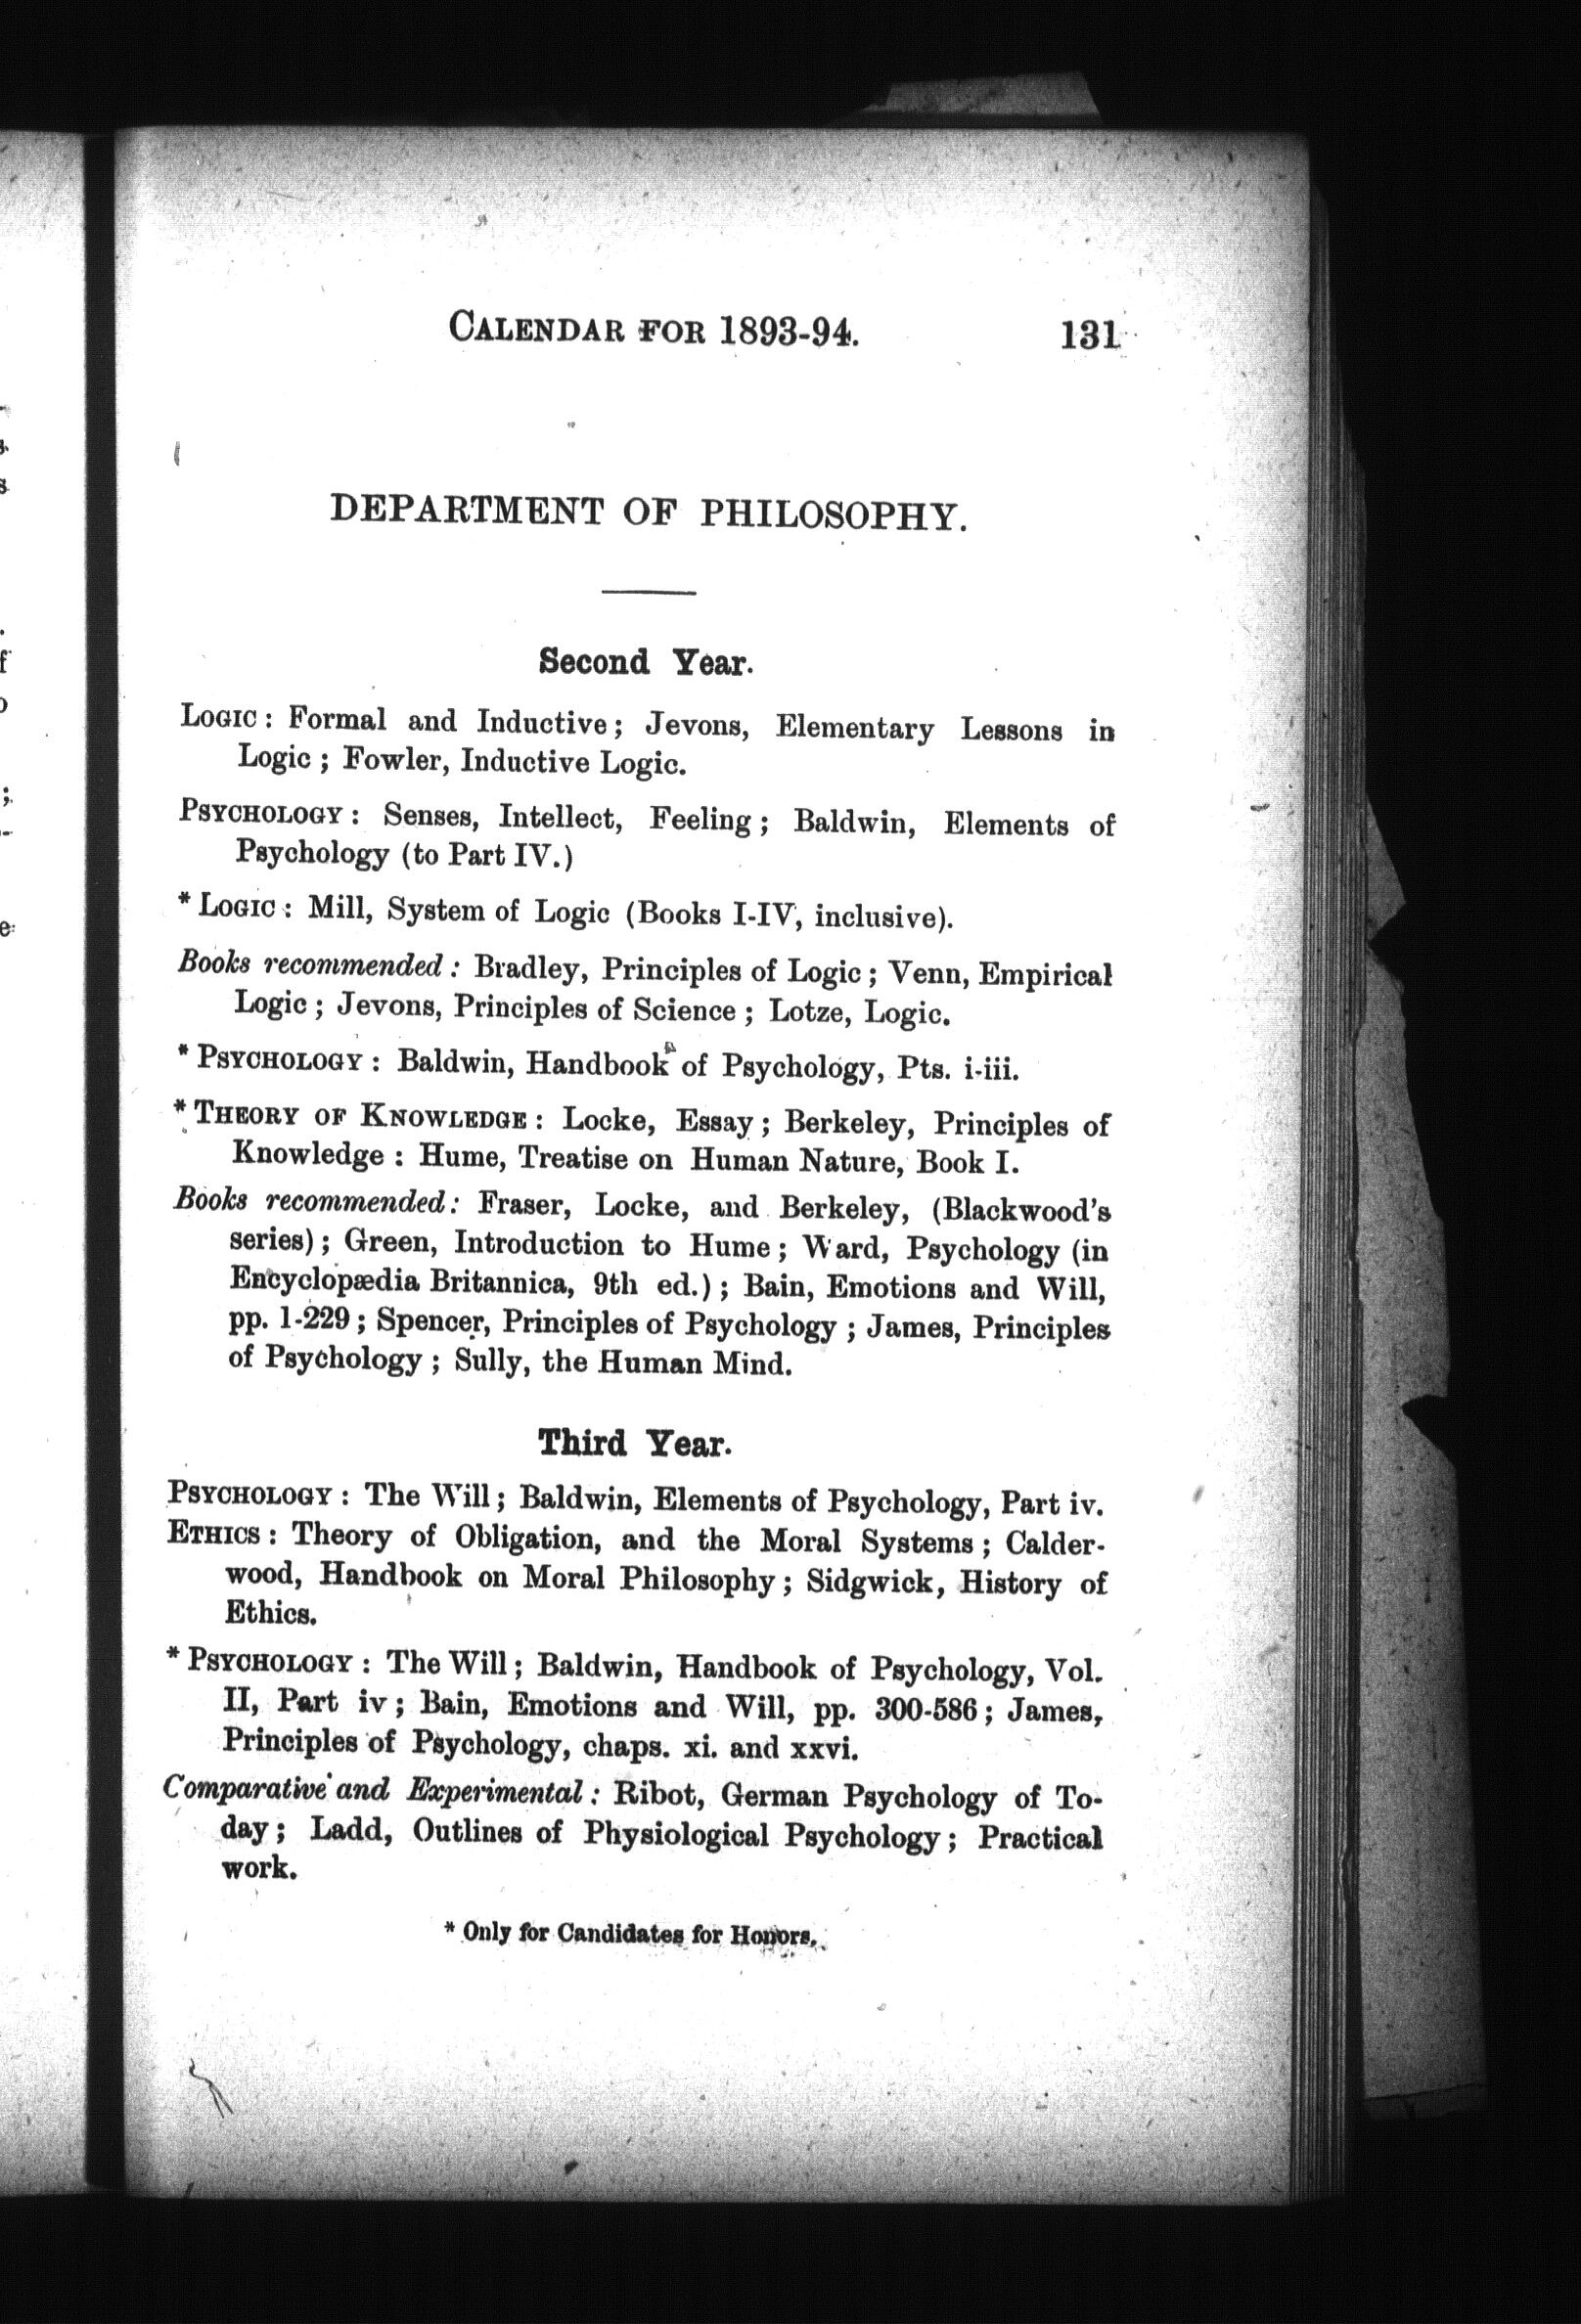 CALENDAR FOR 1893-94. 131
DEPARTMENT OF PHILOSOPHY.
Second Year.
LOGIC: Formal and Inductive; Jevons, Elementary Lessons in
Logic; Fowler, Inductive Logic.
PSYCHOLOGY: Senses, Intellect, Feeling; Baldwin, Elements of
Psychology (to Part IV.)
* LOGIC: Mill, System of Logic (Books I-IV, inclusive).
Books recommended: Bradley, Principles of Logic; Venn, Empirical
Logic; Jevons, Principles of Science; Lotze, Logic.
* PSYCHOLOGY: Baldwin, Handbook of Psychology, Pts. i-iii.
* THEORY OF KNOWLEDGE: Locke, Essay; Berkeley, Principles of
Knowledge: Hume, Treatise on Human Nature, Book I.
Books recommended: Fraser, Locke, and Berkeley, (Blackwood's
series); Green, Introduction to Hume; Ward, Psychology (in
Encyclopædia Britannica, 9th ed.); Bain, Emotions and Will,
pp. 1-229; Spencer, Principles of Psychology; James, Principles
of Psychology; Sully, the Human Mind.
Third Year.
PSYCHOLOGY: The Will; Baldwin, Elements of Psychology, Part iv.
ETHICS: Theory of Obligation, and the Moral Systems; Calder-
wood, Handbook on Moral Philosophy; Sidgwick, History of
Ethics.
* PSYCHOLOGY: The Will; Baldwin, Handbook of Psychology, Vol.
II, Part iv; Bain, Emotions and Will, pp. 300-586; James,
Principles of Psychology, chaps. xi. and xxvi.
Comparative and Experimental: Ribot, German Psychology of To-
day; Ladd, Outlines of Physiological Psychology; Practical
work.
* Only for Candidates for Honors.